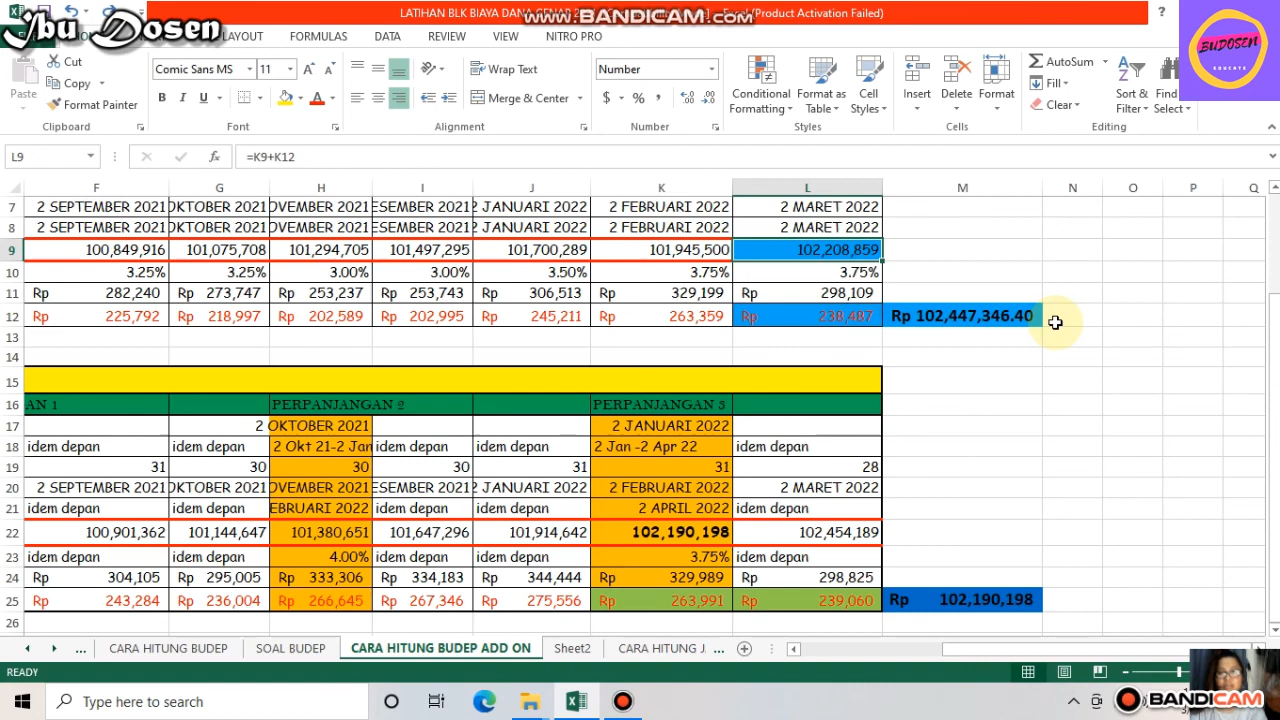 LATIHAN BLK BIAYA DANA GENAP 2
Excel (Product Activation Failed)
www.BANDICAM.com
Ibu Dosen
BUDOSEN
EDUCATE
LAYOUT FORMULAS DATA REVIEW VIEW NITRO PRO
Paste Cut Copy Format Painter
Comic Sans MS 11
B I U
Wrap Text
Merge & Center
Number
$ % ,
Conditional Formatting Format as Table Cell Styles
Insert Delete Format
AutoSum Fill Clear
Sort & Filter Find Select
Clipboard Font Alignment Number Styles Cells Editing
L9 fx =K9+K12
F G H I J K L M N O P Q
7 2 SEPTEMBER 2021 OKTOBER 2021 OVEMBER 2021 ESEMBER 2021 2 JANUARI 2022 2 FEBRUARI 2022 2 MARET 2022
8 2 SEPTEMBER 2021 OKTOBER 2021 OVEMBER 2021 ESEMBER 2021 2 JANUARI 2022 2 FEBRUARI 2022 2 MARET 2022
9 100,849,916 101,075,708 101,294,705 101,497,295 101,700,289 101,945,500 102,208,859
10 3.25% 3.25% 3.00% 3.00% 3.50% 3.75% 3.75%
11 Rp 282,240 Rp 273,747 Rp 253,237 Rp 253,743 Rp 306,513 Rp 329,199 Rp 298,109
12 Rp 225,792 Rp 218,997 Rp 202,589 Rp 202,995 Rp 245,211 Rp 263,359 Rp 238,487 Rp 102,447,346.40
13
14
15
16 AN 1 PERPANJANGAN 2 PERPANJANGAN 3
17 2 OKTOBER 2021 2 JANUARI 2022
18 idem depan idem depan 2 Okt 21-2 Jan idem depan idem depan 2 Jan -2 Apr 22 idem depan
19 31 30 30 30 31 31 28
20 2 SEPTEMBER 2021 OKTOBER 2021 OVEMBER 2021 ESEMBER 2021 2 JANUARI 2022 2 FEBRUARI 2022 2 MARET 2022
21 idem depan idem depan EBRUARI 2022 idem depan idem depan 2 APRIL 2022 idem depan
22 100,901,362 101,144,647 101,380,651 101,647,296 101,914,642 102,190,198 102,454,189
23 idem depan idem depan 4.00% idem depan idem depan 3.75% idem depan
24 Rp 304,105 Rp 295,005 Rp 333,306 Rp 334,183 Rp 344,444 Rp 329,989 Rp 298,825
25 Rp 243,284 Rp 236,004 Rp 266,645 Rp 267,346 Rp 275,556 Rp 263,991 Rp 239,060 Rp 102,190,198
26
... CARA HITUNG BUDEP SOAL BUDEP CARA HITUNG BUDEP ADD ON Sheet2 CARA HITUNG J ...
READY
Type here to search
BANDICAM